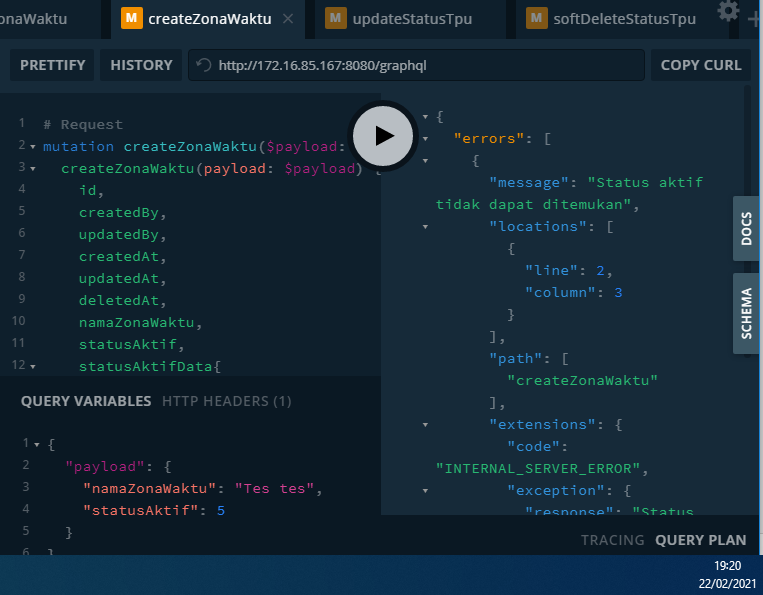 onaWaktu
M createZonaWaktu ×
M updateStatusTpu
M softDeleteStatusTpu
PRETTIFY
HISTORY
http://172.16.85.167:8080/graphql
COPY CURL
1 # Request
2 mutation createZonaWaktu($payload:
3 createZonaWaktu(payload: $payload)
4 id,
5 createdBy,
6 updatedBy,
7 createdAt,
8 updatedAt,
9 deletedAt,
10 namaZonaWaktu,
11 statusAktif,
12 statusAktifData{
QUERY VARIABLES HTTP HEADERS (1)
1 {
2 "payload": {
3 "namaZonaWaktu": "Tes tes",
4 "statusAktif": 5
5 }
6 }
{
"errors": [
{
"message": "Status aktif
tidak dapat ditemukan",
"locations": [
{
"line": 2,
"column": 3
}
],
"path": [
"createZonaWaktu"
],
"extensions": {
"code":
"INTERNAL_SERVER_ERROR",
"exception": {
"response": "Status
DOCS
SCHEMA
TRACING QUERY PLAN
19:20
22/02/2021